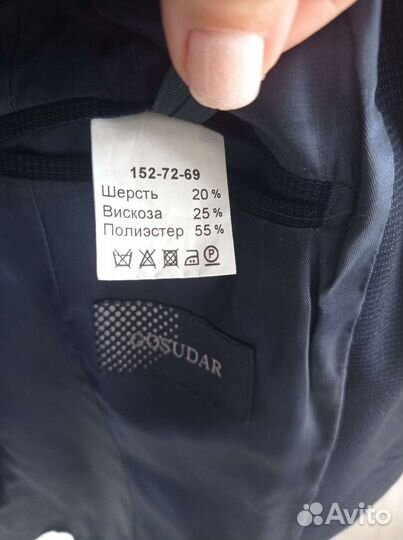 152-72-69
Шерсть 20 %
Вискоза 25 %
Полиэстер 55 %
P
GOSUDAR
Avito